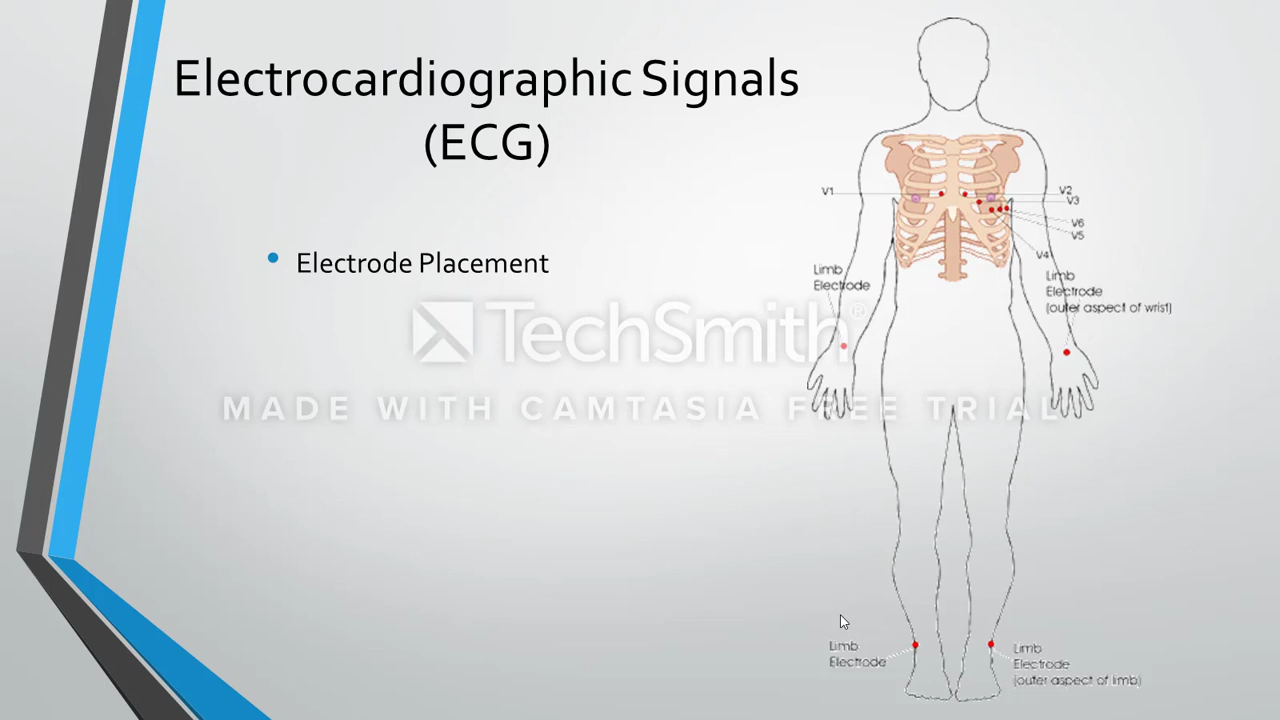 Electrocardiographic Signals
(ECG)
• Electrode Placement
TechSmith®
MADE WITH CAMTASIA FREE TRIAL
V1
V2
V3
V6
V5
V4
Limb
Electrode
Limb
Electrode
(outer aspect of wrist)
Limb
Electrode
Limb
Electrode
(outer aspect of limb)